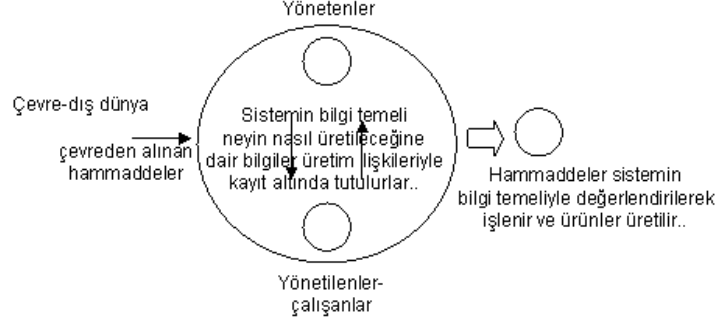 Yönetenler
Çevre-dış dünya
çevreden alınan
hammaddeler
Sistemin bilgi temeli
neyin nasıl üretileceğine
dair bilgiler üretim ilişkileriyle
kayıt altında tutulurlar..
Hammaddeler sistemin
bilgi temeliyle değerlendirilerek
işlenir ve ürünler üretilir..
Yönetilenler-
çalışanlar